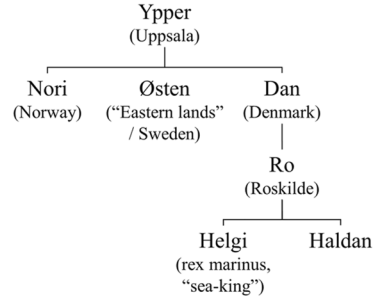 Ypper
(Uppsala)
Nori Østen Dan
(Norway) (“Eastern lands” (Denmark)
/ Sweden)
Ro
(Roskilde)
Helgi Haldan
(rex marinus,
“sea-king”)